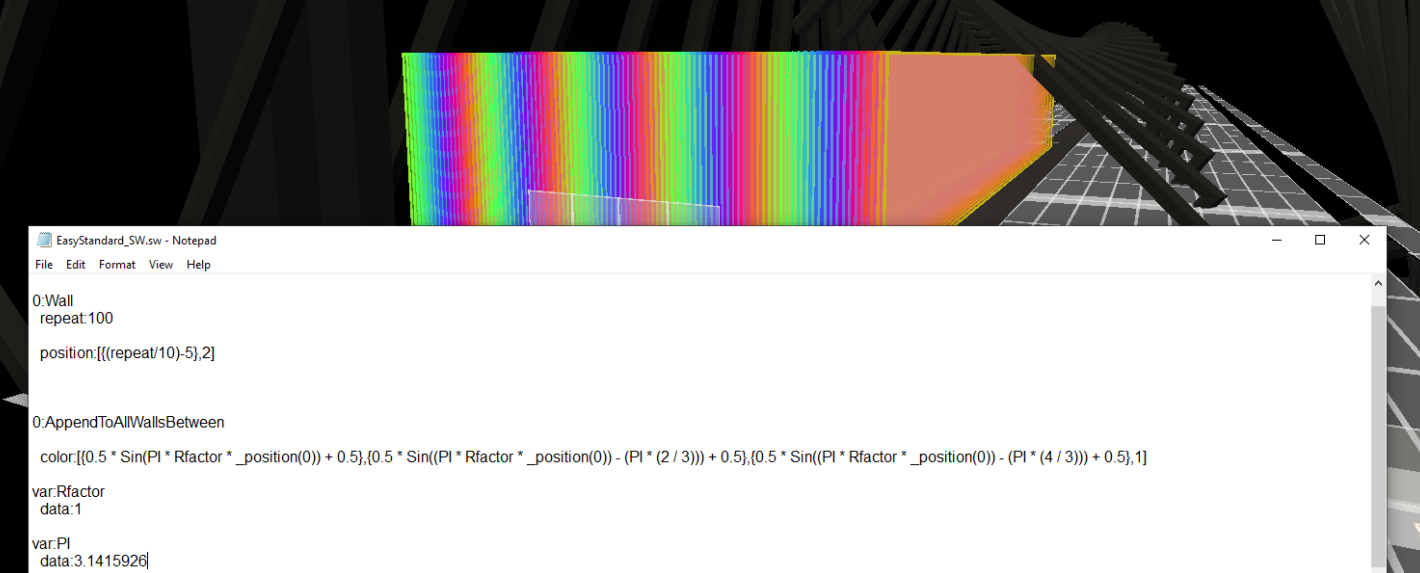 EasyStandard_SW.sw - Notepad
File Edit Format View Help
0:Wall
repeat:100
position:[{(repeat/10)-5},2]
0:AppendToAllWallsBetween
color:[{0.5 * Sin(PI * Rfactor * _position(0)) + 0.5},{0.5 * Sin((PI * Rfactor * _position(0)) - (PI * (2 / 3))) + 0.5},{0.5 * Sin((PI * Rfactor * _position(0)) - (PI * (4 / 3))) + 0.5},1]
var:Rfactor
data:1
var:PI
data:3.1415926